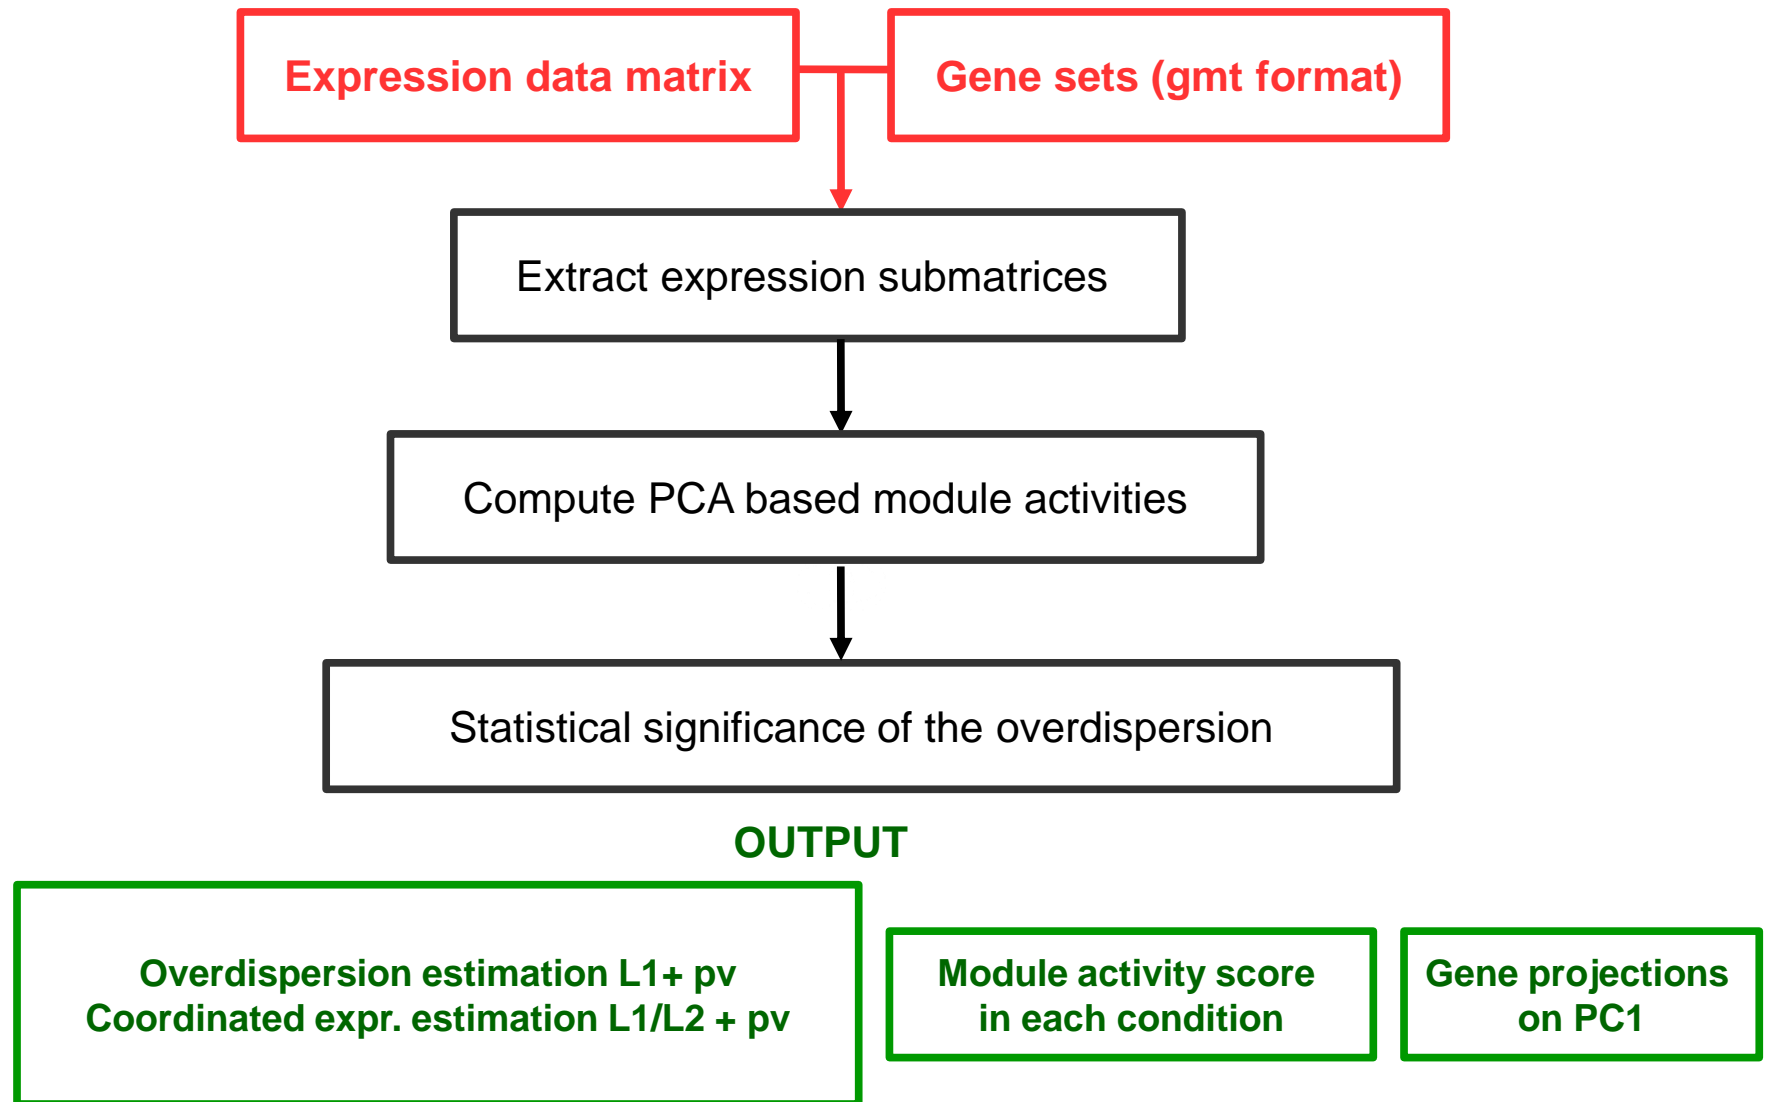 Expression data matrix
Gene sets (gmt format)
Extract expression submatrices
Compute PCA based module activities
Statistical significance of the overdispersion
OUTPUT
Overdispersion estimation L1+ pv
Coordinated expr. estimation L1/L2 + pv
Module activity score
in each condition
Gene projections
on PC1